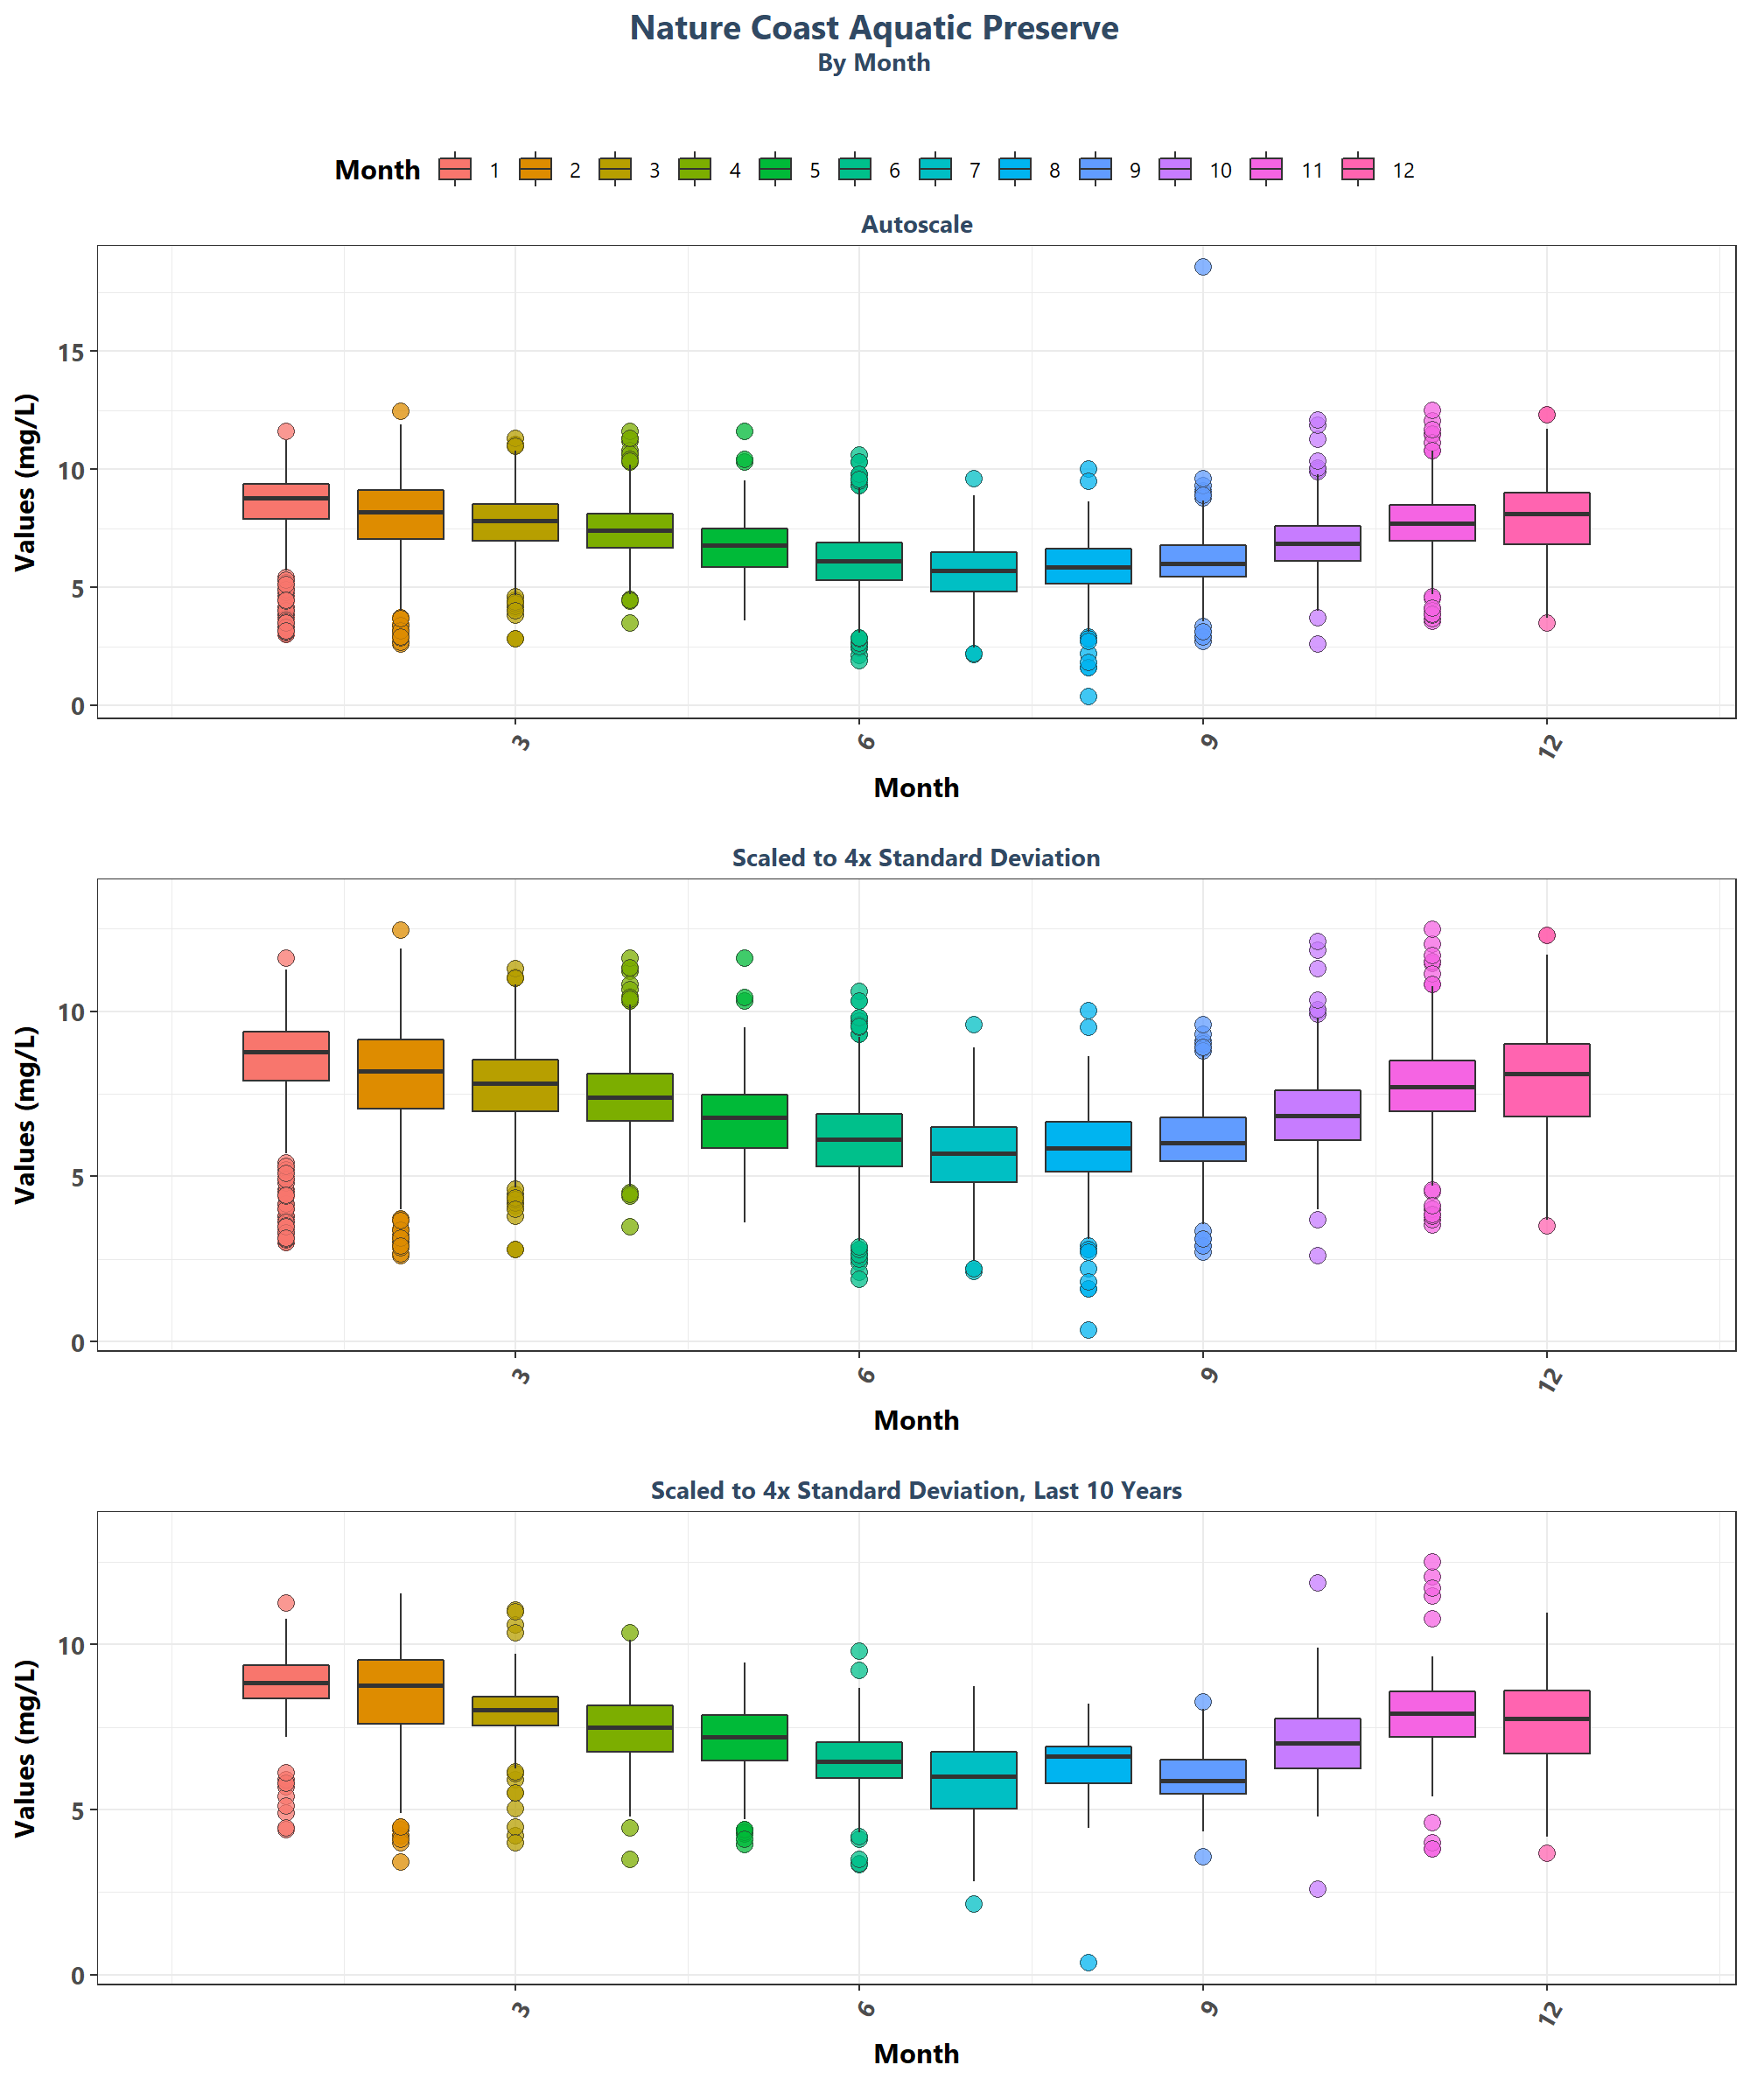 Nature Coast Aquatic Preserve
By Month
Month 1 2 3 4 5 6 7 8 9 10 11 12
Autoscale
Values (mg/L)
15
10
5
0
3 6 9 12
Month
Scaled to 4x Standard Deviation
Values (mg/L)
10
5
0
3 6 9 12
Month
Scaled to 4x Standard Deviation, Last 10 Years
Values (mg/L)
10
5
0
3 6 9 12
Month